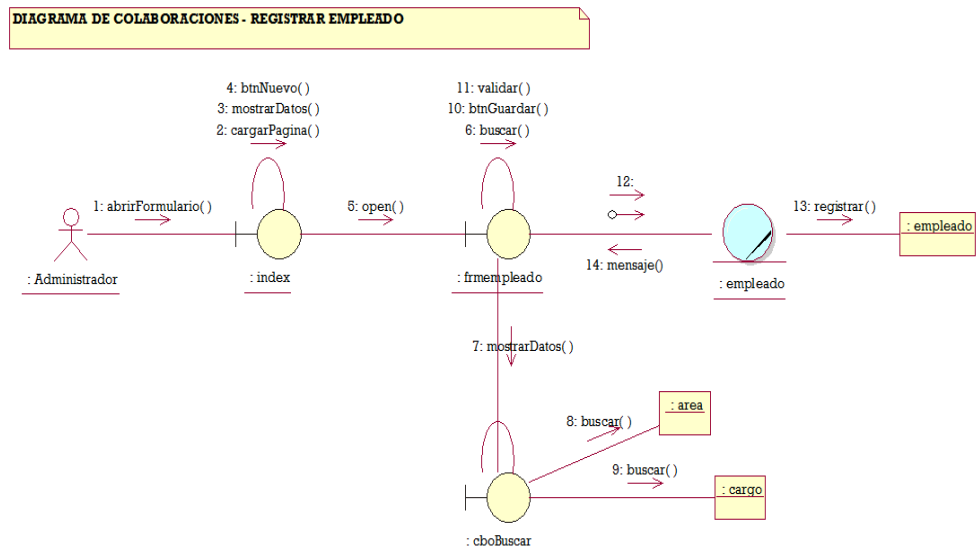 DIAGRAMA DE COLABORACIONES - REGISTRAR EMPLEADO
4: btnNuevo( )
3: mostrarDatos( )
2: cargarPagina( )
11: validar( )
10: btnGuardar( )
6: buscar( )
1: abrirFormulario( )
5: open( )
12:
13: registrar( )
14: mensaje()
: Administrador
: index
: frmempleado
: empleado
: empleado
7: mostrarDatos( )
8: buscar( )
: area
9: buscar( )
: cargo
: cboBuscar